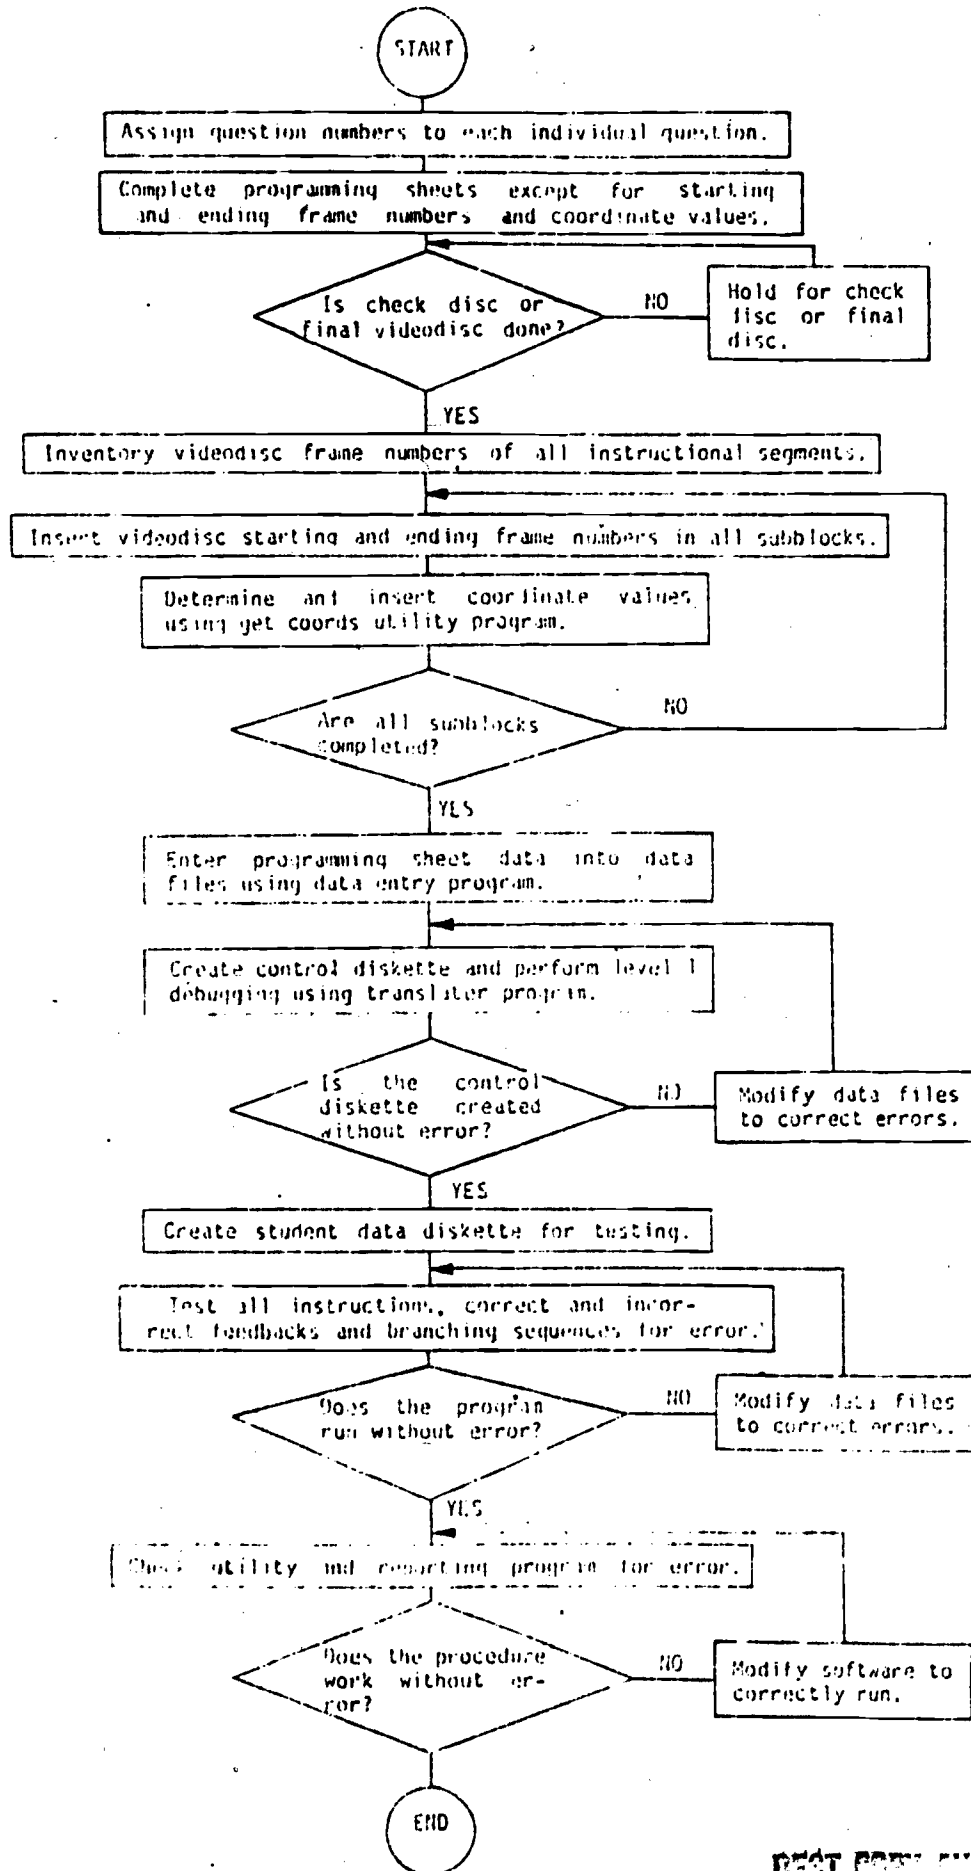 START
Assign question numbers to each individual question.
Complete programming sheets except for starting
and ending frame numbers and coordinate values.
Is check disc or
final videodisc done?
NO
Hold for check
disc or final
disc.
YES
Inventory videodisc frame numbers of all instructional segments.
Insert videodisc starting and ending frame numbers in all subblocks.
Determine and insert coordinate values
using get coords utility program.
Are all subblocks
completed?
NO
YES
Enter programming sheet data into data
files using data entry program.
Create control diskette and perform level 1
debugging using translater program.
Is the control
diskette created
without error?
NO
Modify data files
to correct errors.
YES
Create student data diskette for testing.
Test all instructions, correct and incor-
rect feedbacks and branching sequences for error.
Does the program
run without error?
NO
Modify data files
to correct errors.
YES
Check utility and reporting program for error.
Does the procedure
work without er-
ror?
NO
Modify software to
correctly run.
END
BEST COPY